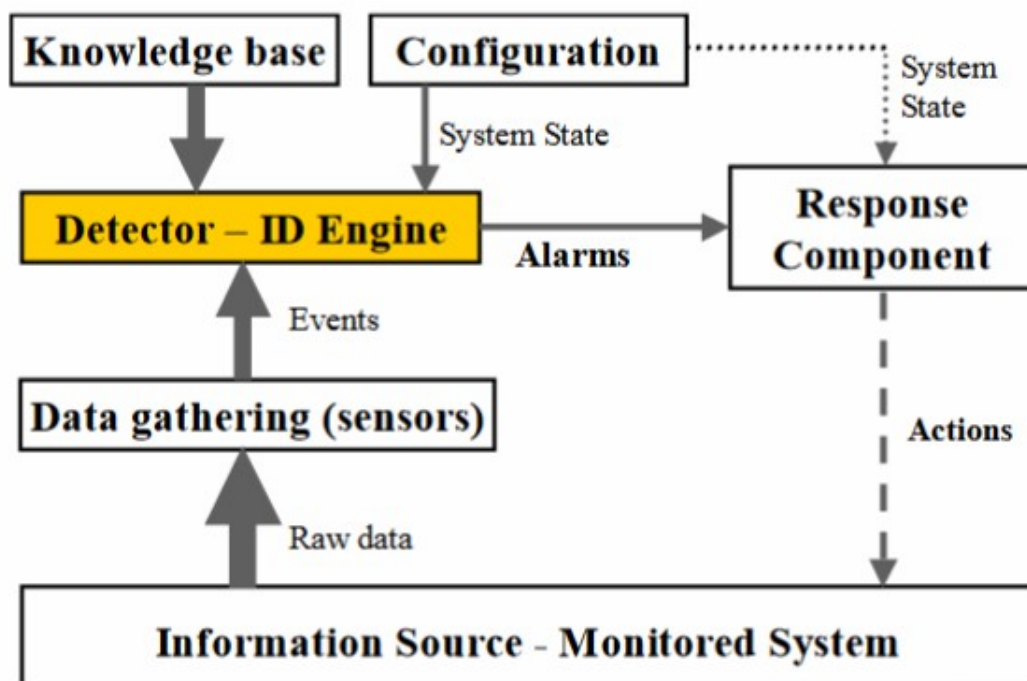 Knowledge base
Configuration
System
State
System State
Detector – ID Engine
Alarms
Response
Component
Events
Data gathering (sensors)
Actions
Raw data
Information Source - Monitored System